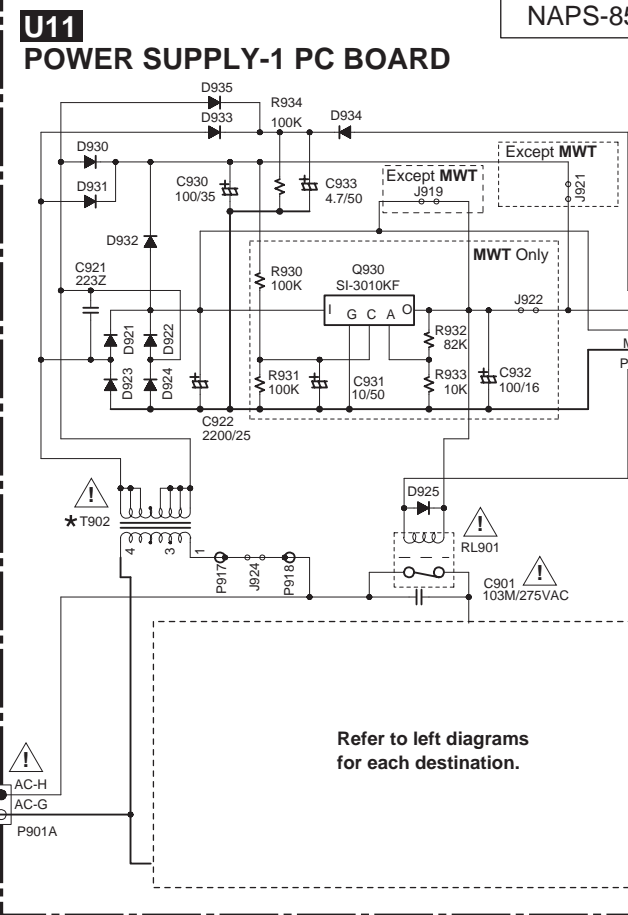 U11
NAPS-85
POWER SUPPLY-1 PC BOARD
D935
R934
100K
D933
D934
D930
D931
C930
100/35
C933
4.7/50
Except MWT
J919
Except MWT
J921
D932
MWT Only
C921
223Z
R930
100K
Q930
SI-3010KF
I G C A O
J922
D921
D922
R932
82K
D923
D924
R931
100K
C931
10/50
R933
10K
C932
100/16
M
P
C922
2200/25
D925
!
* T902
!
RL901
4
3
1
P917
J924
P918
C901
103M/275VAC
!
Refer to left diagrams
for each destination.
!
AC-H
AC-G
P901A